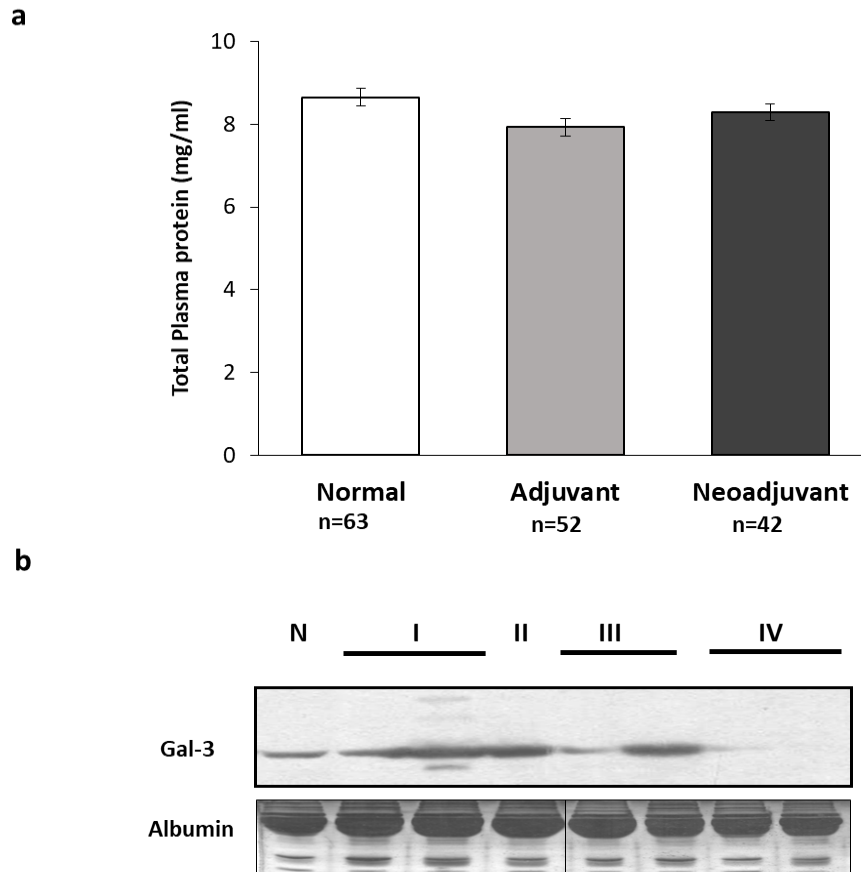 a
Total Plasma protein (mg/ml)
10
8
6
4
2
0
Normal
n=63
Adjuvant
n=52
Neoadjuvant
n=42
b
N I II III IV
Gal-3
Albumin